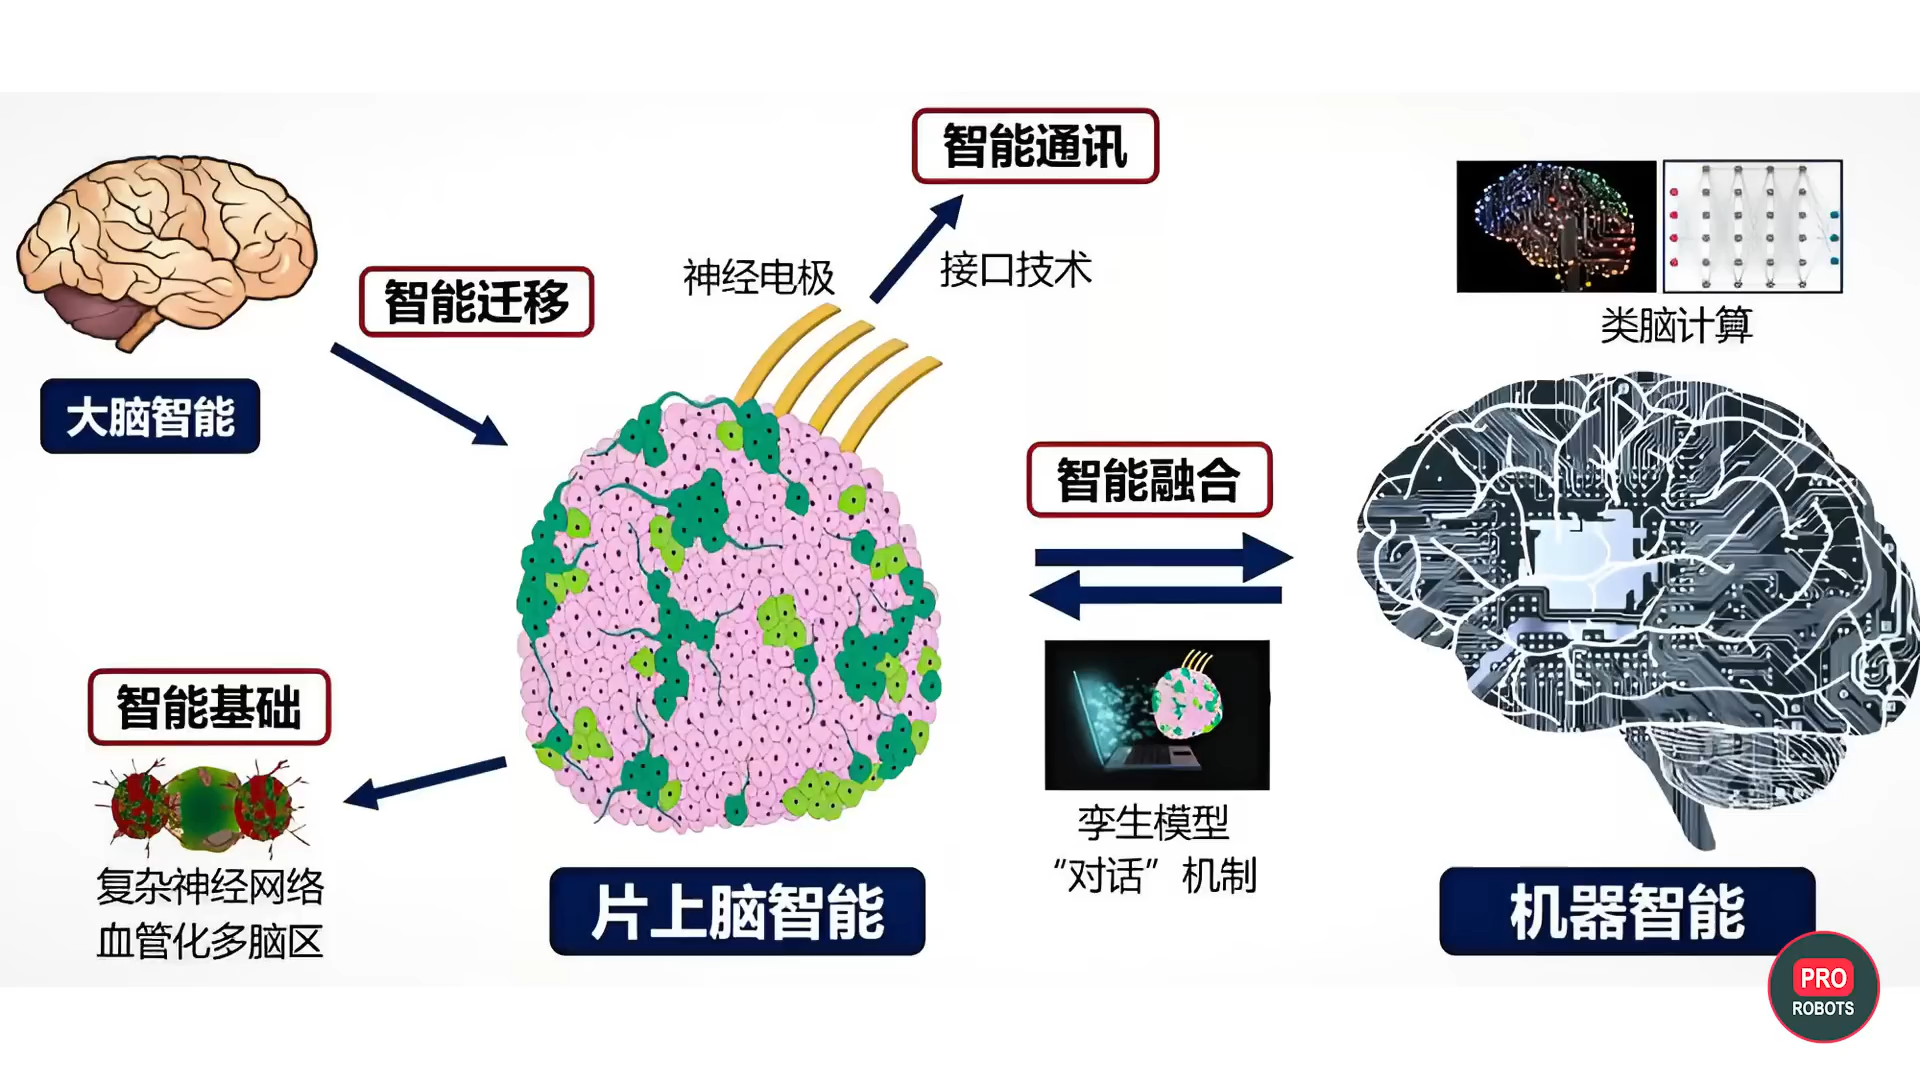 智能通讯
神经电极
接口技术
智能迁移
大脑智能
类脑计算
智能融合
智能基础
复杂神经网络
血管化多脑区
片上脑智能
孪生模型
“对话”机制
机器智能
PRO
ROBOTS